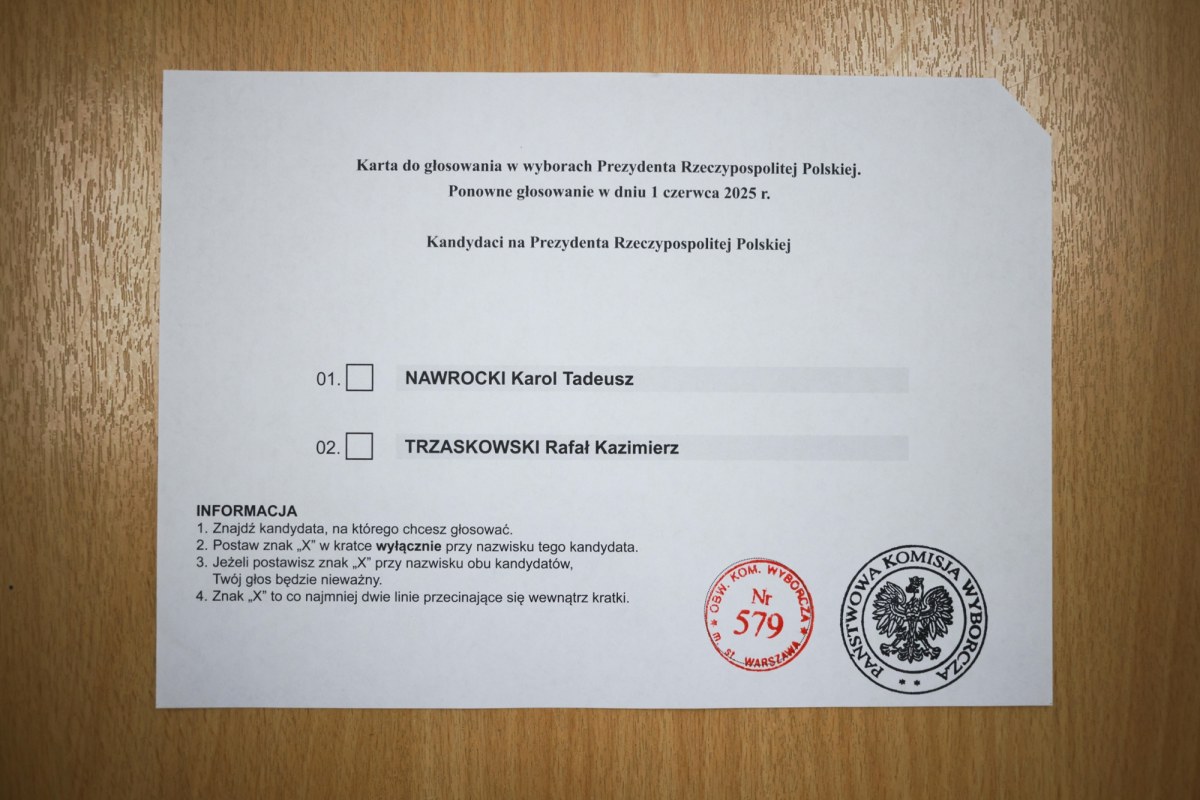 Karta do głosowania w wyborach Prezydenta Rzeczypospolitej Polskiej.
Ponowne głosowanie w dniu 1 czerwca 2025 r.
Kandydaci na Prezydenta Rzeczypospolitej Polskiej
01. NAWROCKI Karol Tadeusz
02. TRZASKOWSKI Rafał Kazimierz
INFORMACJA
1. Znajdź kandydata, na którego chcesz głosować.
2. Postaw znak „X” w kratce wyłącznie przy nazwisku tego kandydata.
3. Jeżeli postawisz znak „X” przy nazwisku obu kandydatów,
Twój głos będzie nieważny.
4. Znak „X” to co najmniej dwie linie przecinające się wewnątrz kratki.
* OBW. KOM. WYBORCZA *
Nr
579
m. st. WARSZAWA
PAŃSTWOWA KOMISJA WYBORCZA
* *